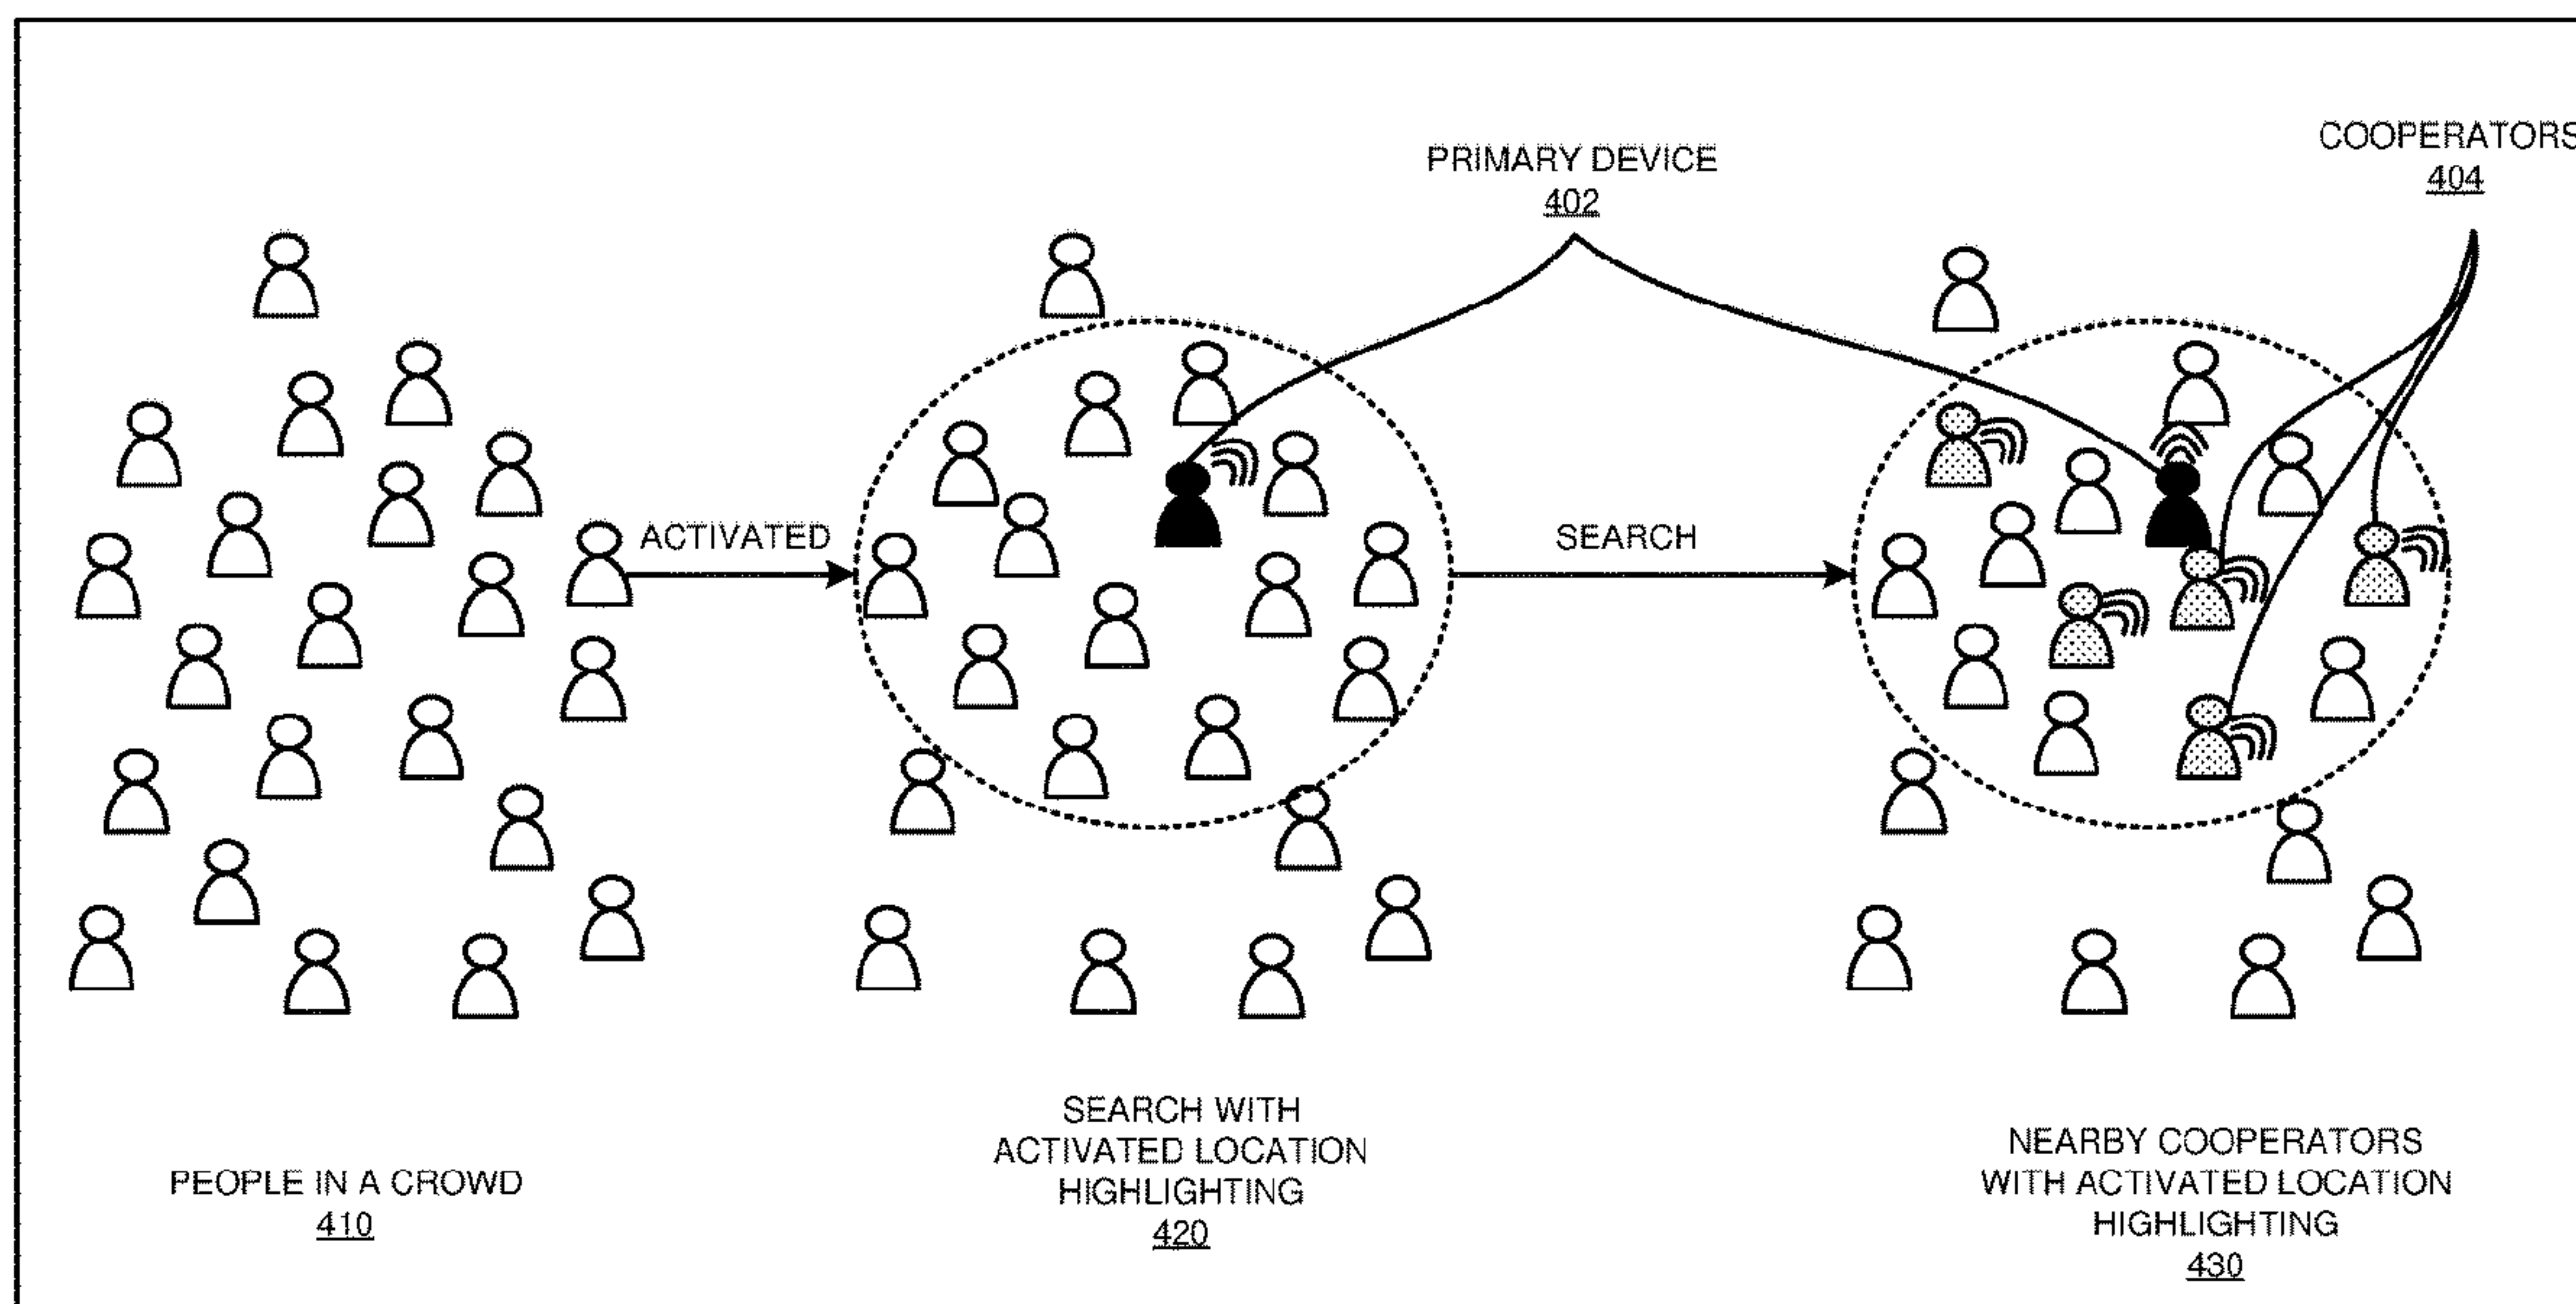 COOPERATORS
404
PRIMARY DEVICE
402
ACTIVATED
SEARCH
PEOPLE IN A CROWD
410
SEARCH WITH
ACTIVATED LOCATION
HIGHLIGHTING
420
NEARBY COOPERATORS
WITH ACTIVATED LOCATION
HIGHLIGHTING
430